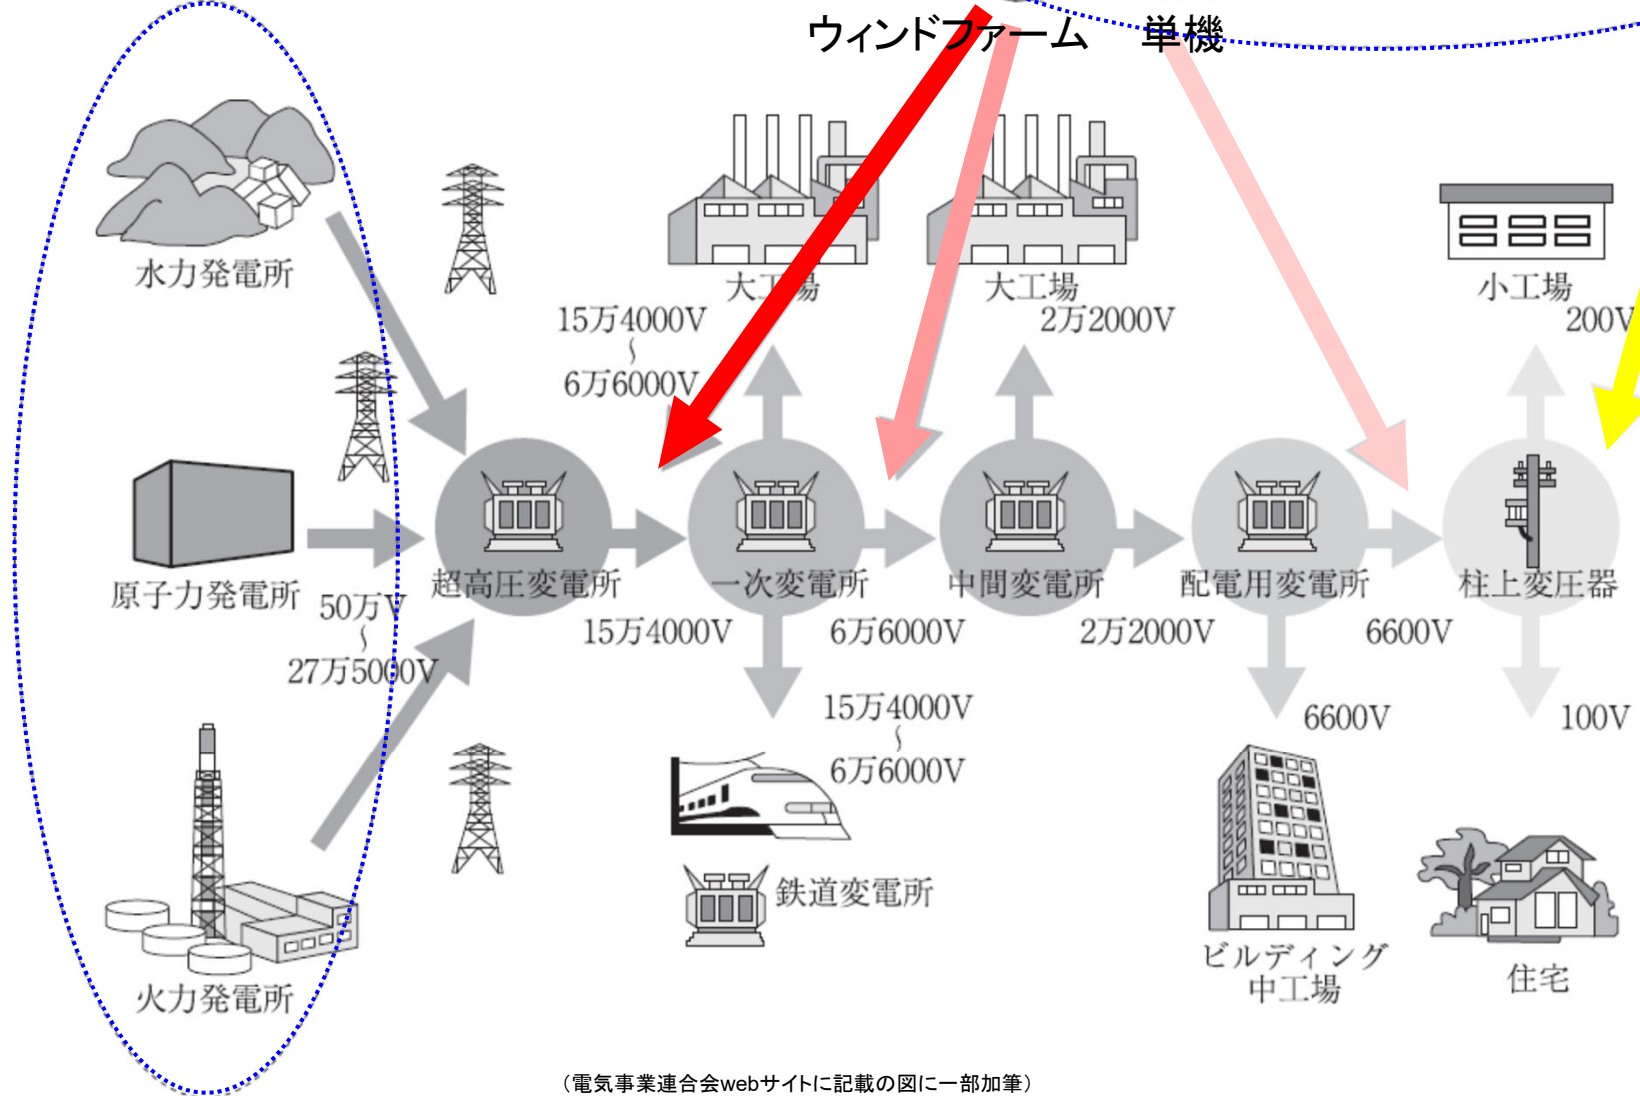 ウィンドファーム 単機
水力発電所
大工場
大工場
小工場
15万4000V
〜
6万6000V
2万2000V
200V
原子力発電所
50万V
〜
27万5000V
超高圧変電所
一次変電所
中間変電所
配電用変電所
柱上変圧器
15万4000V
6万6000V
2万2000V
6600V
15万4000V
〜
6万6000V
6600V
100V
鉄道変電所
火力発電所
ビルディング
中工場
住宅
（電気事業連合会webサイトに記載の図に一部加筆）